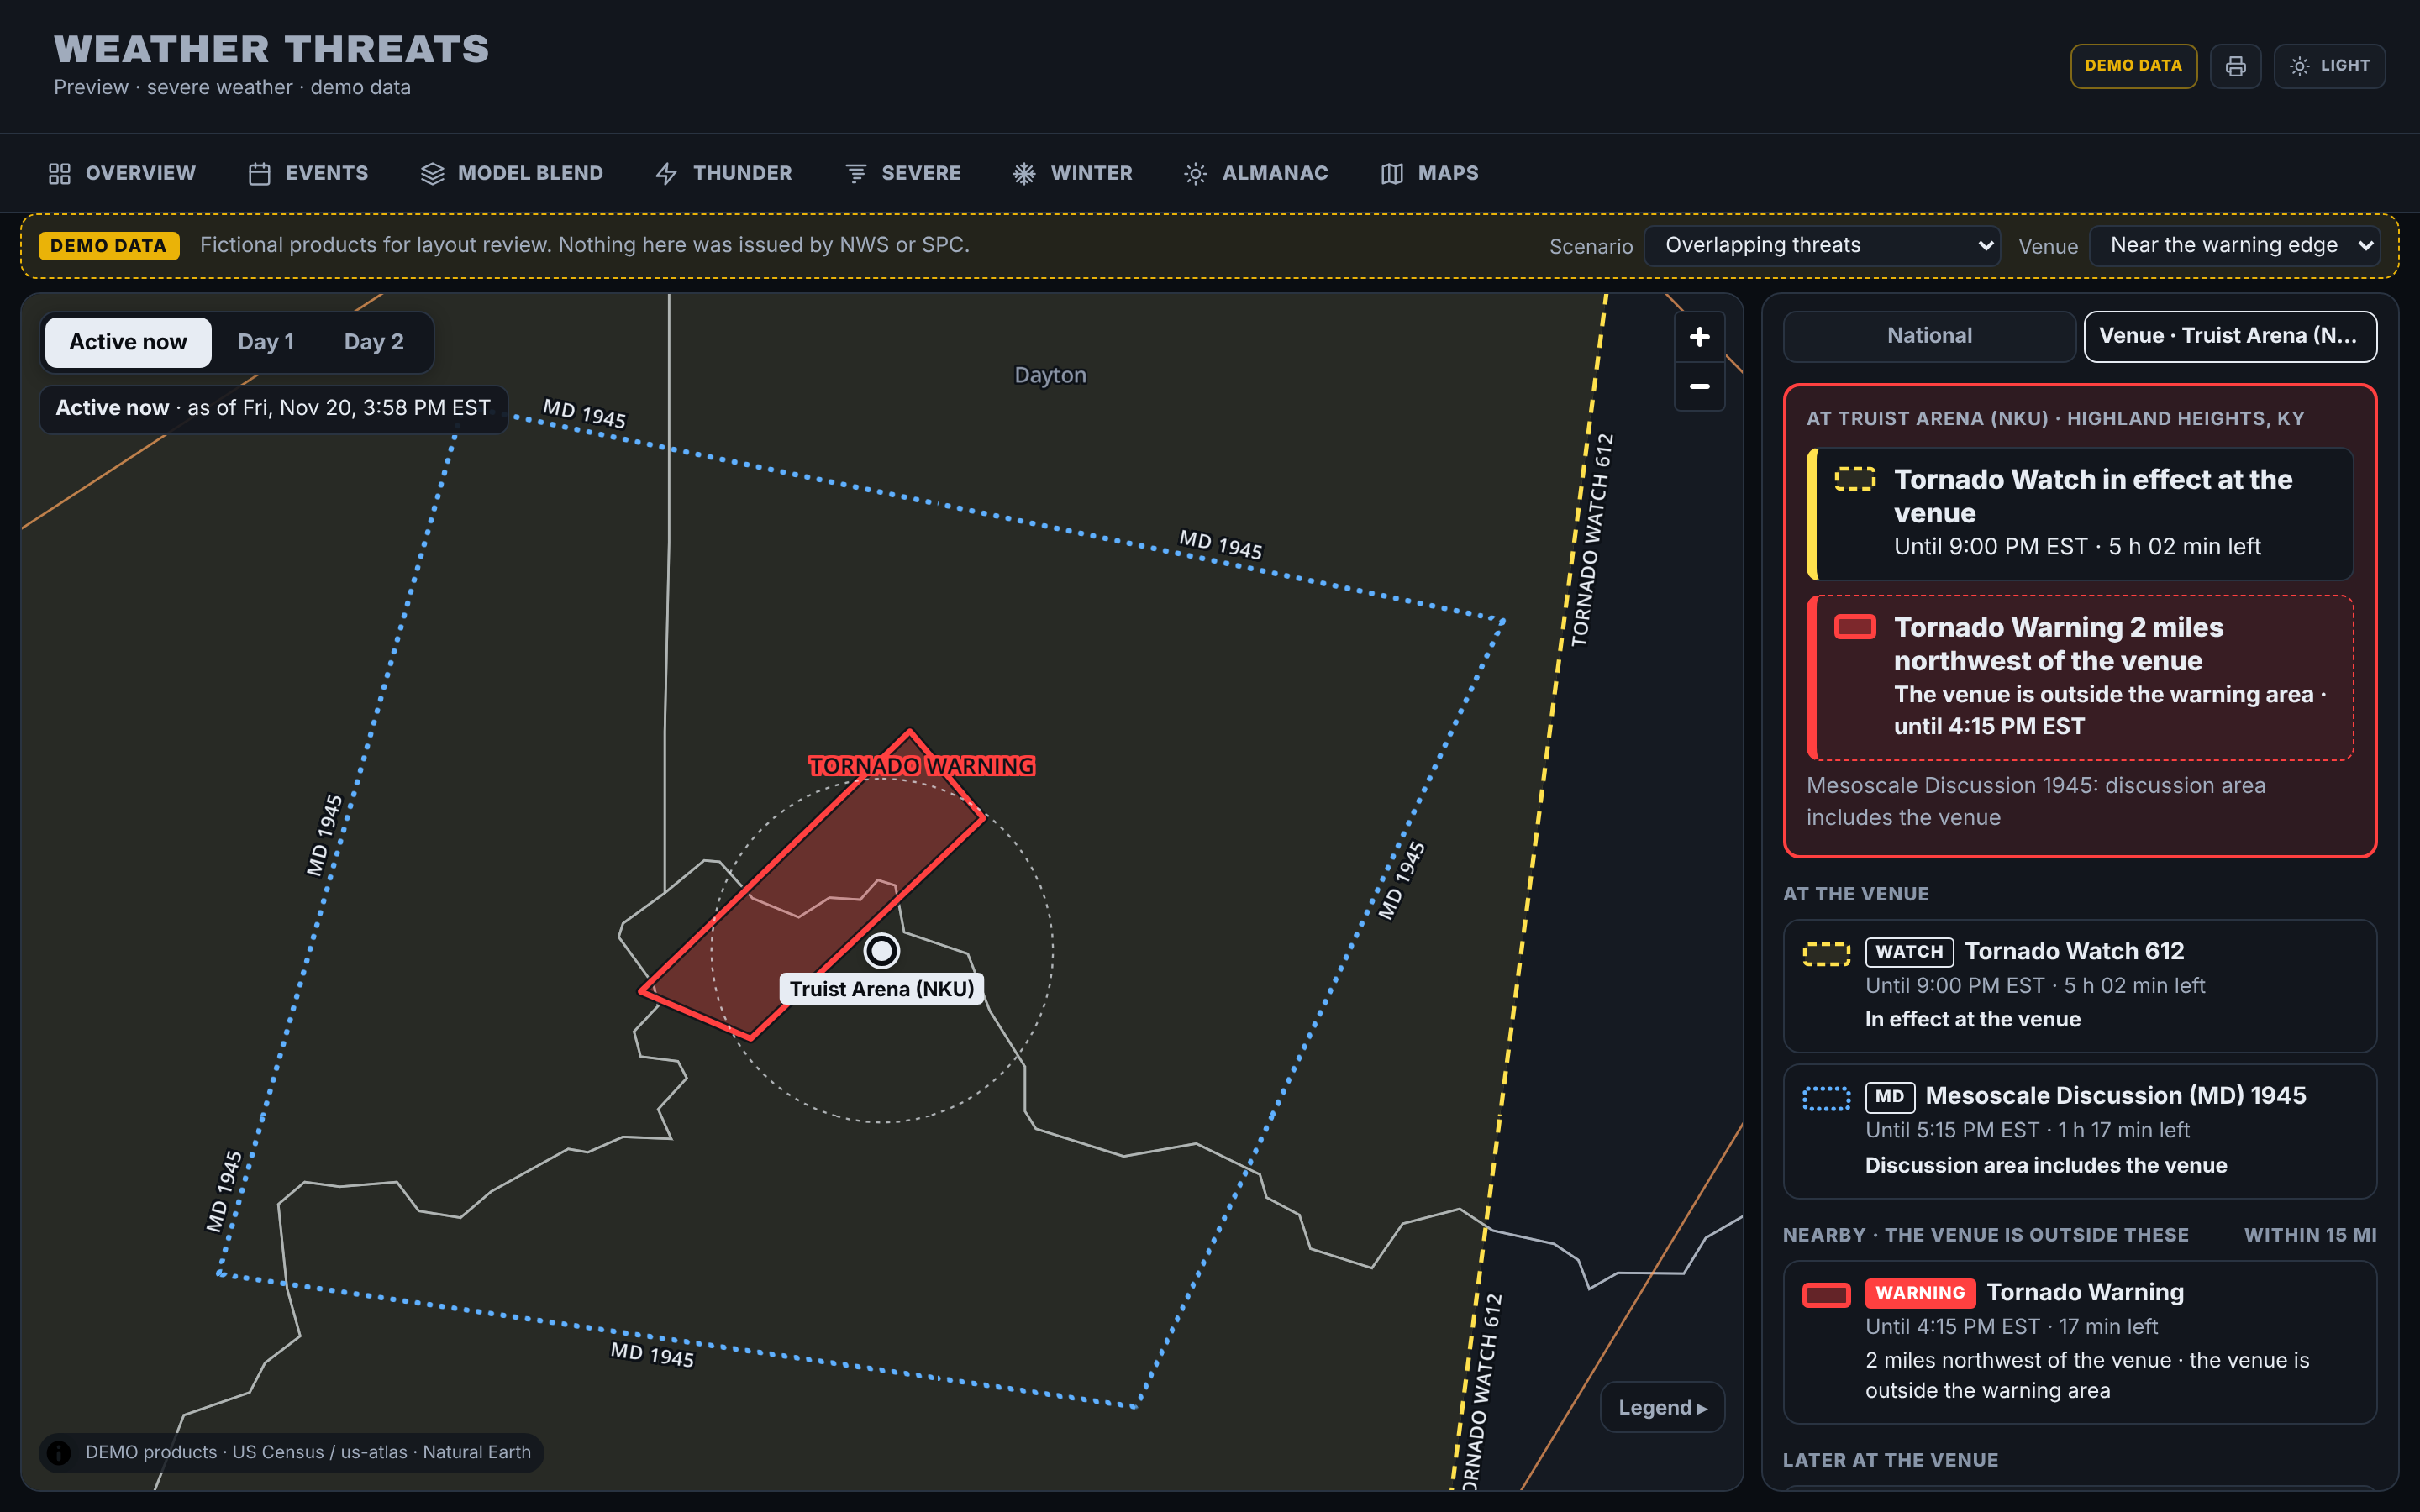 WEATHER THREATS
Preview · severe weather · demo data
DEMO DATA
LIGHT
OVERVIEW
EVENTS
MODEL BLEND
THUNDER
SEVERE
WINTER
ALMANAC
MAPS
DEMO DATA
Fictional products for layout review. Nothing here was issued by NWS or SPC.
Scenario
Overlapping threats
Venue
Near the warning edge
Active now
Day 1
Day 2
Active now · as of Fri, Nov 20, 3:58 PM EST
+
−
Dayton
MD 1945
MD 1945
TORNADO WATCH 612
TORNADO WARNING
MD 1945
MD 1945
Truist Arena (NKU)
MD 1945
MD 1945
ORNADO WATCH 612
Legend ▸
DEMO products · US Census / us-atlas · Natural Earth
National
Venue · Truist Arena (N...
AT TRUIST ARENA (NKU) · HIGHLAND HEIGHTS, KY
Tornado Watch in effect at the
venue
Until 9:00 PM EST · 5 h 02 min left
Tornado Warning 2 miles
northwest of the venue
The venue is outside the warning area ·
until 4:15 PM EST
Mesoscale Discussion 1945: discussion area
includes the venue
AT THE VENUE
WATCH Tornado Watch 612
Until 9:00 PM EST · 5 h 02 min left
In effect at the venue
MD Mesoscale Discussion (MD) 1945
Until 5:15 PM EST · 1 h 17 min left
Discussion area includes the venue
NEARBY · THE VENUE IS OUTSIDE THESE
WITHIN 15 MI
WARNING Tornado Warning
Until 4:15 PM EST · 17 min left
2 miles northwest of the venue · the venue is
outside the warning area
LATER AT THE VENUE